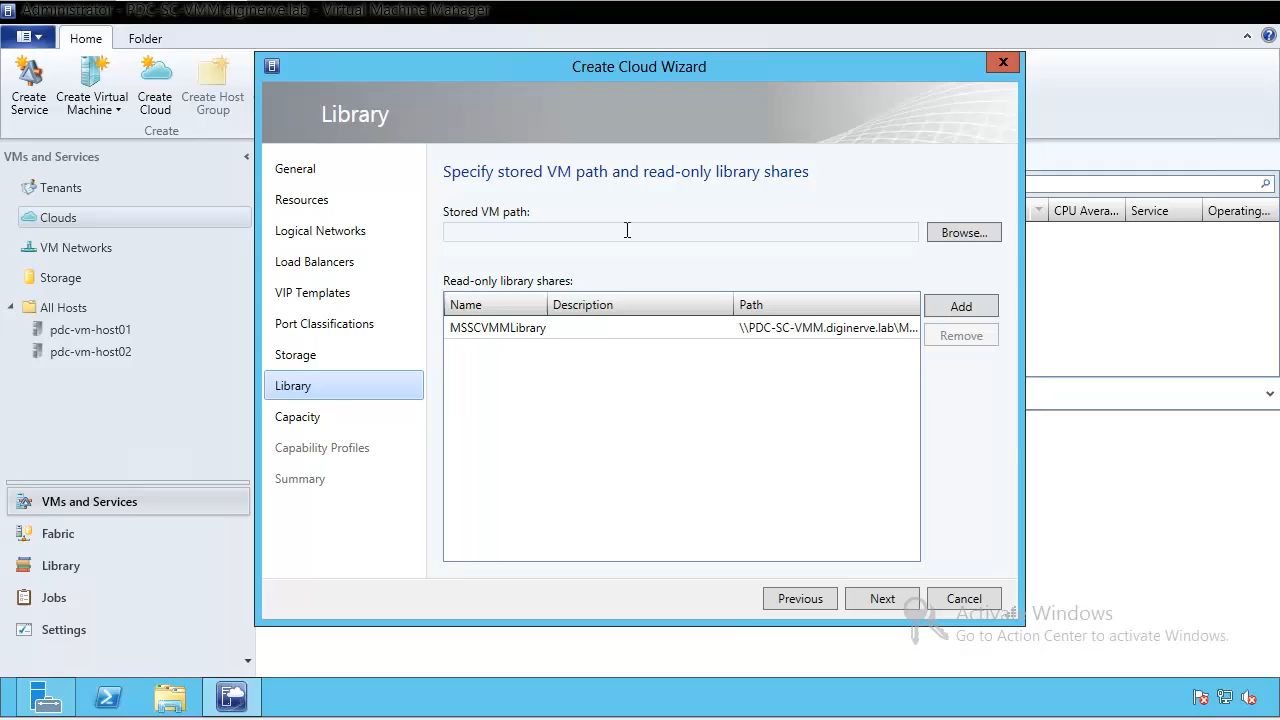 Administrator - PDC-SC-VMM.diginerve.lab - Virtual Machine Manager
Home
Folder
Create Service
Create Virtual Machine
Create Cloud
Create Host Group
Create
VMs and Services
Tenants
Clouds
VM Networks
Storage
All Hosts
pdc-vm-host01
pdc-vm-host02
VMs and Services
Fabric
Library
Jobs
Settings
Create Cloud Wizard
Library
General
Resources
Logical Networks
Load Balancers
VIP Templates
Port Classifications
Storage
Library
Capacity
Capability Profiles
Summary
Specify stored VM path and read-only library shares
Stored VM path:
Browse...
Read-only library shares:
Name Description Path
MSSCVMMLibrary \\PDC-SC-VMM.diginerve.lab\M...
Add
Remove
Previous
Next
Cancel
CPU Avera... Service Operating...
Activate Windows
Go to Action Center to activate Windows.